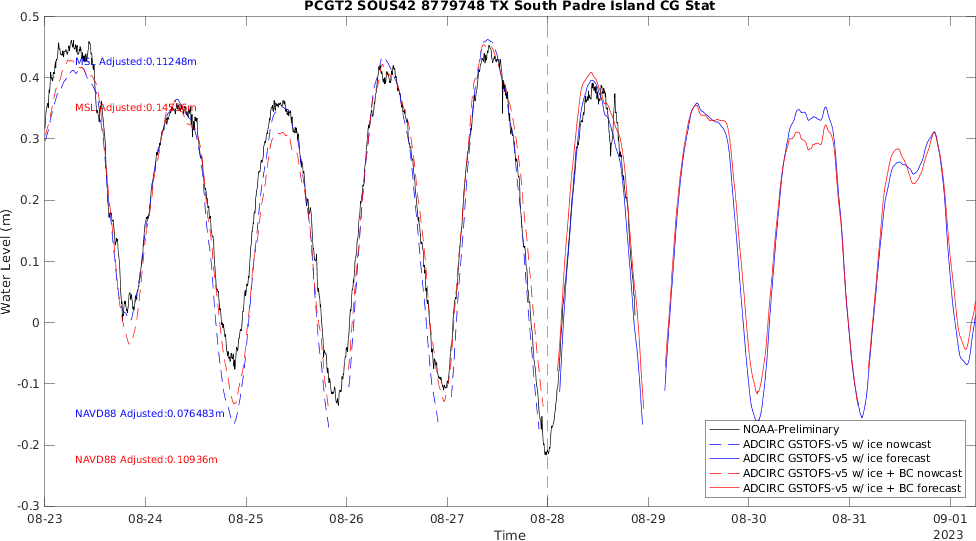 PCGT2 SOUS42 8779748 TX South Padre Island CG Stat
0.5
0.4
0.3
0.2
0.1
0
-0.1
-0.2
-0.3
Water Level (m)
MSL Adjusted:0.11248m
MSL Adjusted:
NAVD88 Adjusted:0.076483m
NAVD88 Adjusted:0.10936m
NOAA-Preliminary
ADCIRC GSTOFS-v5 w/ ice nowcast
ADCIRC GSTOFS-v5 w/ ice forecast
ADCIRC GSTOFS-v5 w/ ice + BC nowcast
ADCIRC GSTOFS-v5 w/ ice + BC forecast
08-23 08-24 08-25 08-26 08-27 08-28 08-29 08-30 08-31 09-01
2023
Time